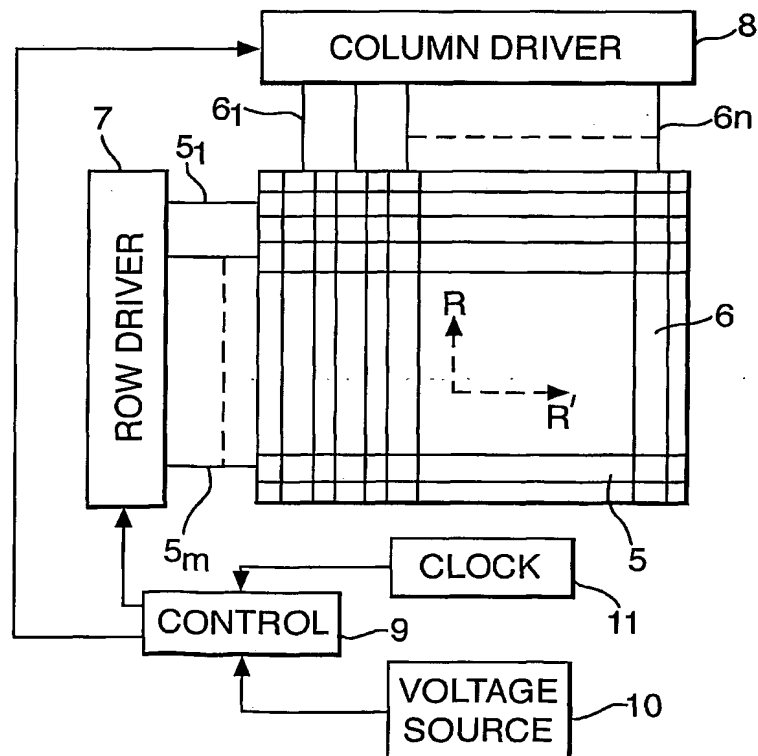 COLUMN DRIVER
8
6₁
6n
7
5₁
ROW DRIVER
R
6
R'
5ₘ
5
CLOCK
11
CONTROL
9
VOLTAGE
SOURCE
10